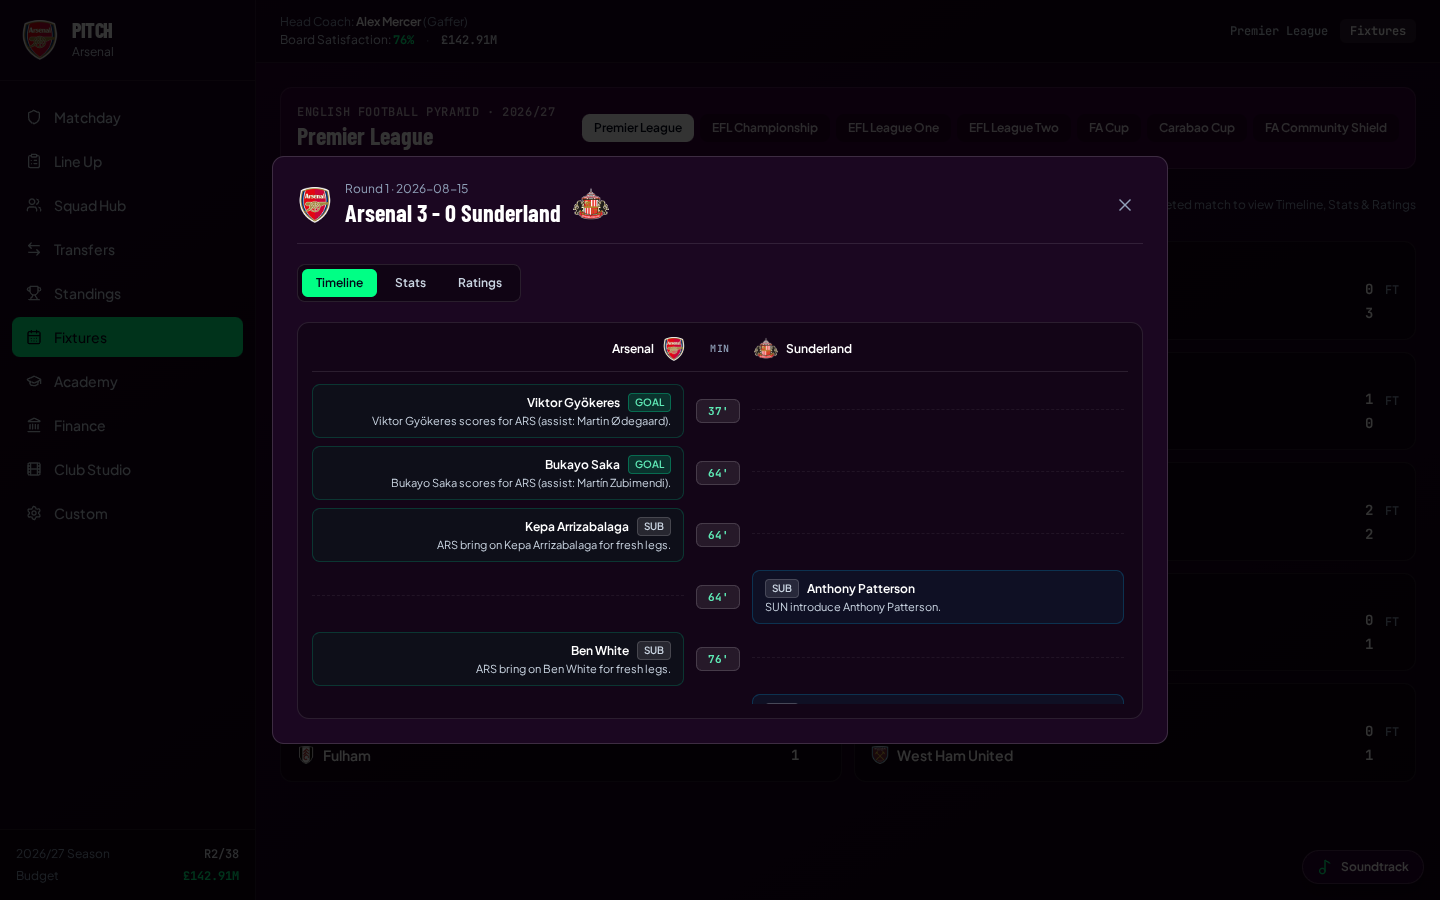 PITCH
Arsenal
Matchday
Line Up
Squad Hub
Transfers
Standings
Fixtures
Academy
Finance
Club Studio
Custom
2026/27 Season R2/38
Budget £142.91M
Head Coach: Alex Mercer (Gaffer)
Board Satisfaction: 76% · £142.91M
Premier League Fixtures
ENGLISH FOOTBALL PYRAMID · 2026/27
Premier League
Premier League EFL Championship EFL League One EFL League Two FA Cup Carabao Cup FA Community Shield
match to view Timeline, Stats & Ratings
Round 1 · 2026-08-15
Arsenal 3 - 0 Sunderland
Timeline Stats Ratings
Arsenal MIN Sunderland
Viktor Gyökeres GOAL
Viktor Gyökeres scores for ARS (assist: Martin Ødegaard).
37'
Bukayo Saka GOAL
Bukayo Saka scores for ARS (assist: Martín Zubimendi).
64'
Kepa Arrizabalaga SUB
ARS bring on Kepa Arrizabalaga for fresh legs.
64'
64'
SUB Anthony Patterson
SUN introduce Anthony Patterson.
Ben White SUB
ARS bring on Ben White for fresh legs.
76'
0 FT
3
1 FT
0
2 FT
2
0 FT
1
0 FT
Fulham 1
West Ham United 1
Soundtrack